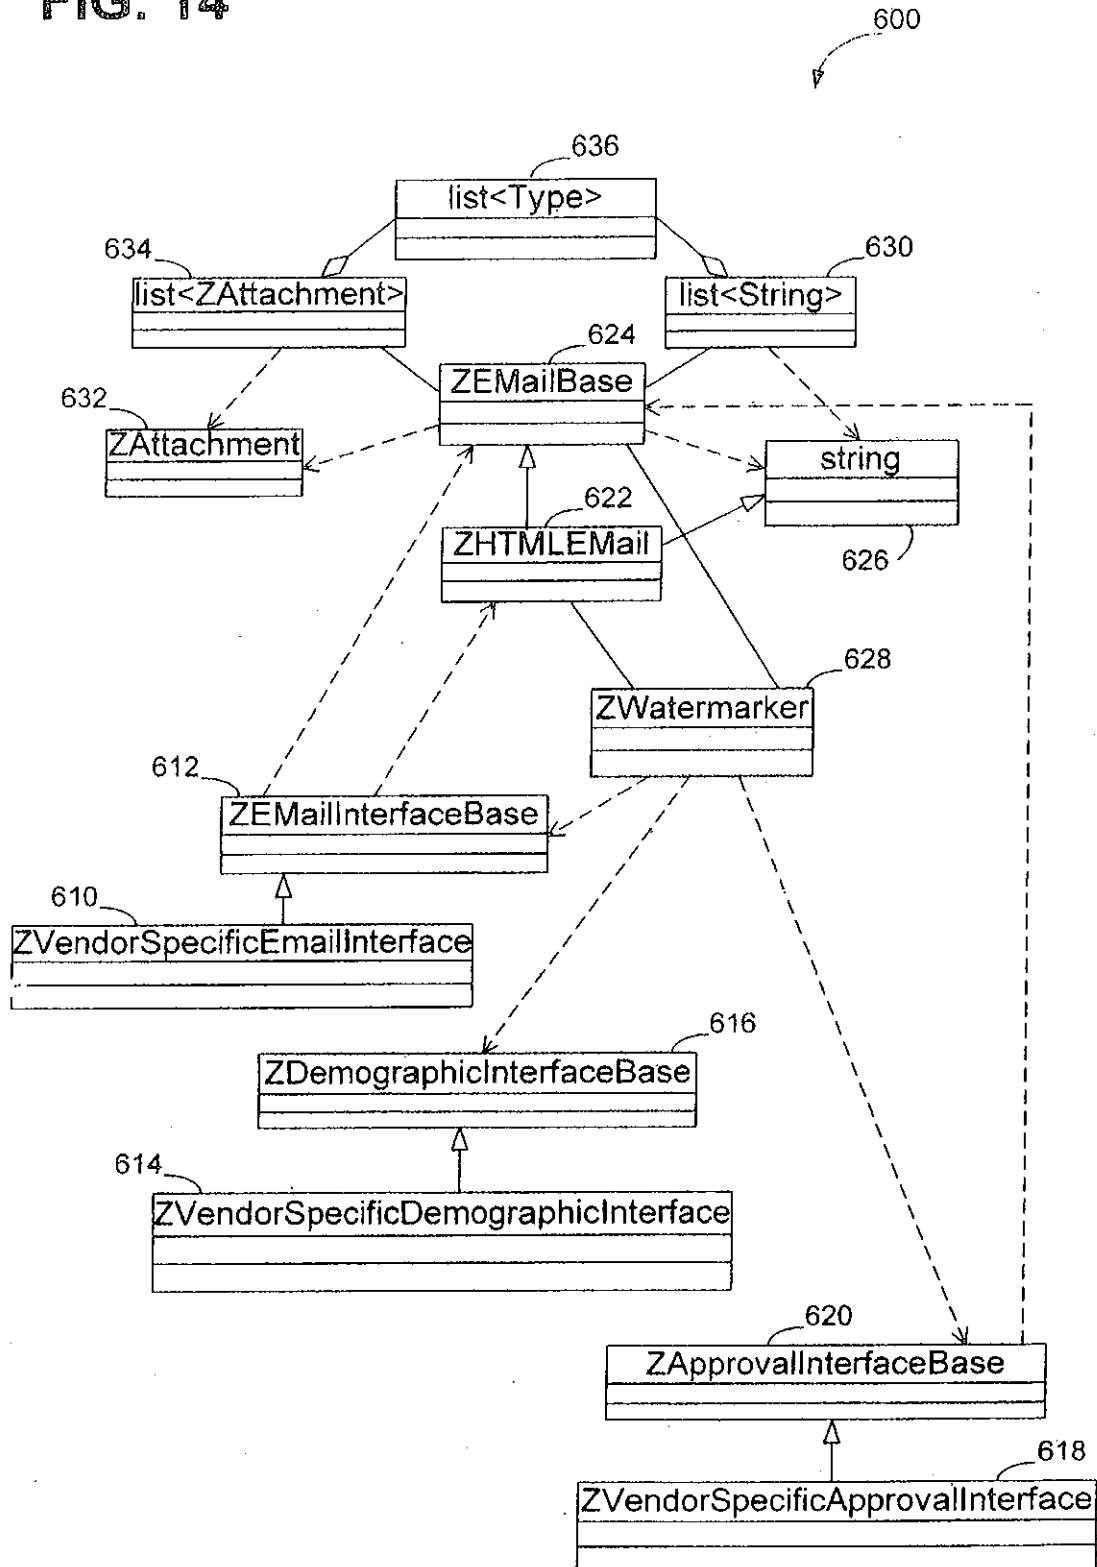 FIG. 14
600
636
list<Type>
634
list<ZAttachment>
630
list<String>
624
ZEMailBase
632
ZAttachment
string
626
622
ZHTMLEMail
628
ZWatermarker
612
ZEMailInterfaceBase
610
ZVendorSpecificEmailInterface
616
ZDemographicInterfaceBase
614
ZVendorSpecificDemographicInterface
620
ZApprovalInterfaceBase
618
ZVendorSpecificApprovalInterface